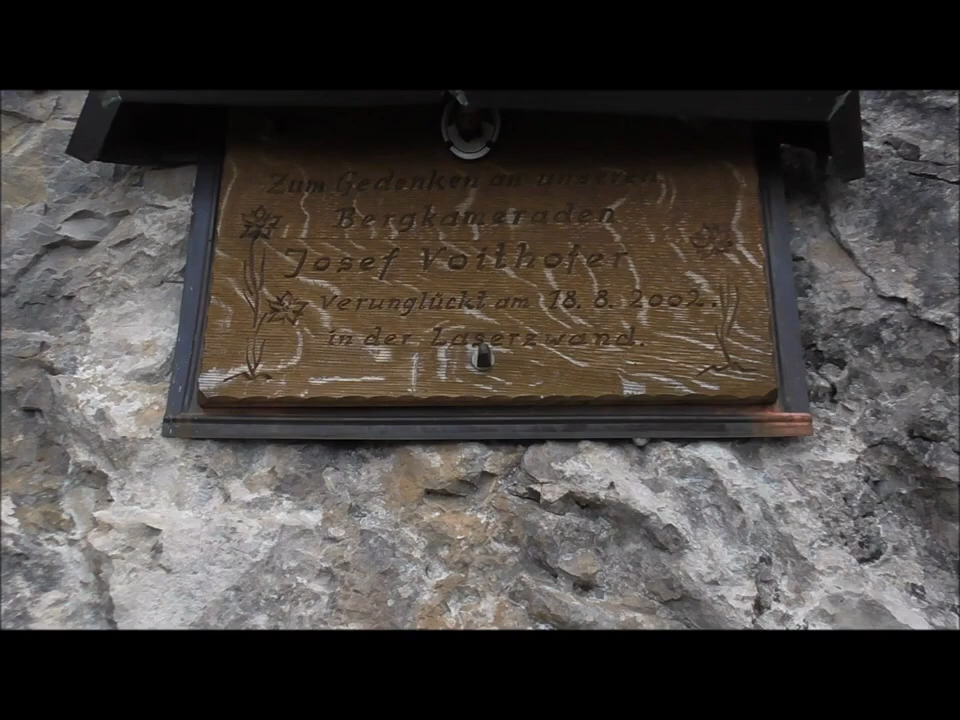 Zum Gedenken an unseren
Bergkameraden
Josef Voithofer
verunglückt am 18. 8. 2002.
in der Laserzwand.